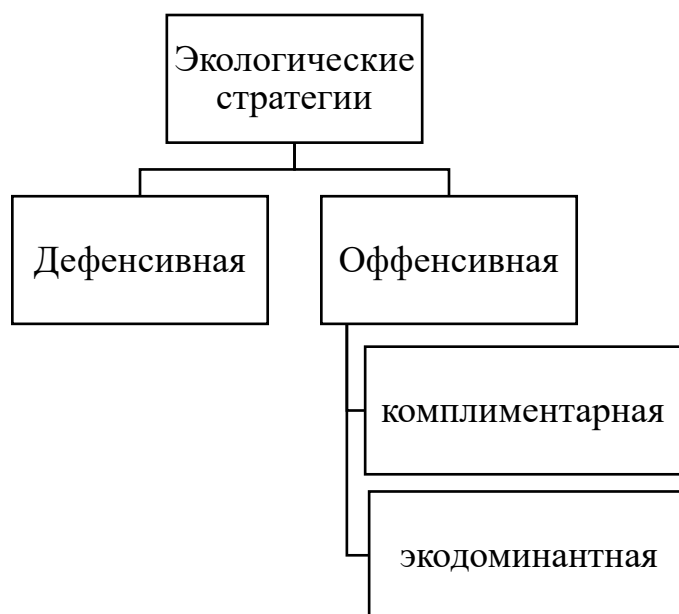 Экологические
стратегии
Дефенсивная
Оффенсивная
комплиментарная
экодоминантная